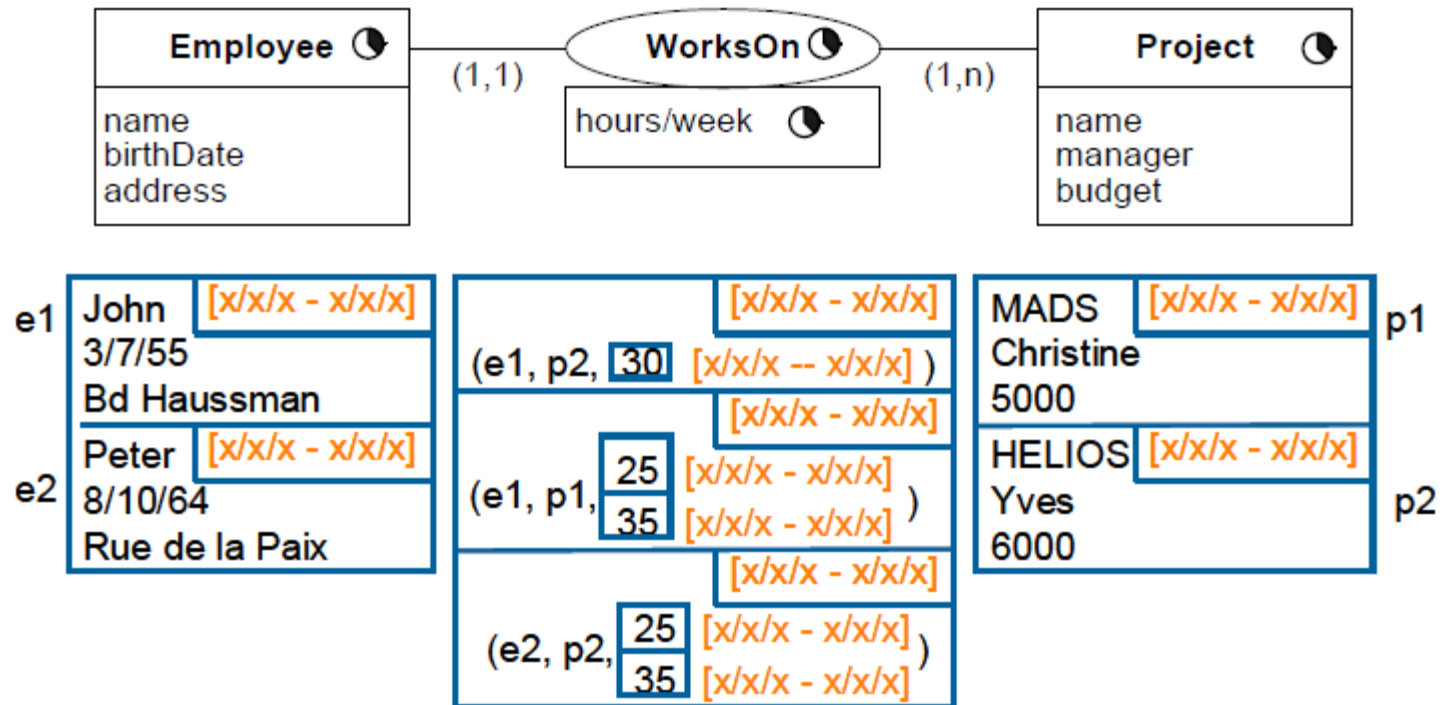 Employee
WorksOn
Project
(1,1)
(1,n)
name
birthDate
address
hours/week
name
manager
budget
e1
John
[x/x/x - x/x/x]
3/7/55
Bd Haussman
e2
Peter
[x/x/x - x/x/x]
8/10/64
Rue de la Paix
[x/x/x - x/x/x]
(e1, p2, 30 [x/x/x -- x/x/x] )
[x/x/x - x/x/x]
(e1, p1, 25 [x/x/x - x/x/x]
35 [x/x/x - x/x/x] )
[x/x/x - x/x/x]
(e2, p2, 25 [x/x/x - x/x/x]
35 [x/x/x - x/x/x] )
MADS
[x/x/x - x/x/x]
p1
Christine
5000
HELIOS
[x/x/x - x/x/x]
p2
Yves
6000